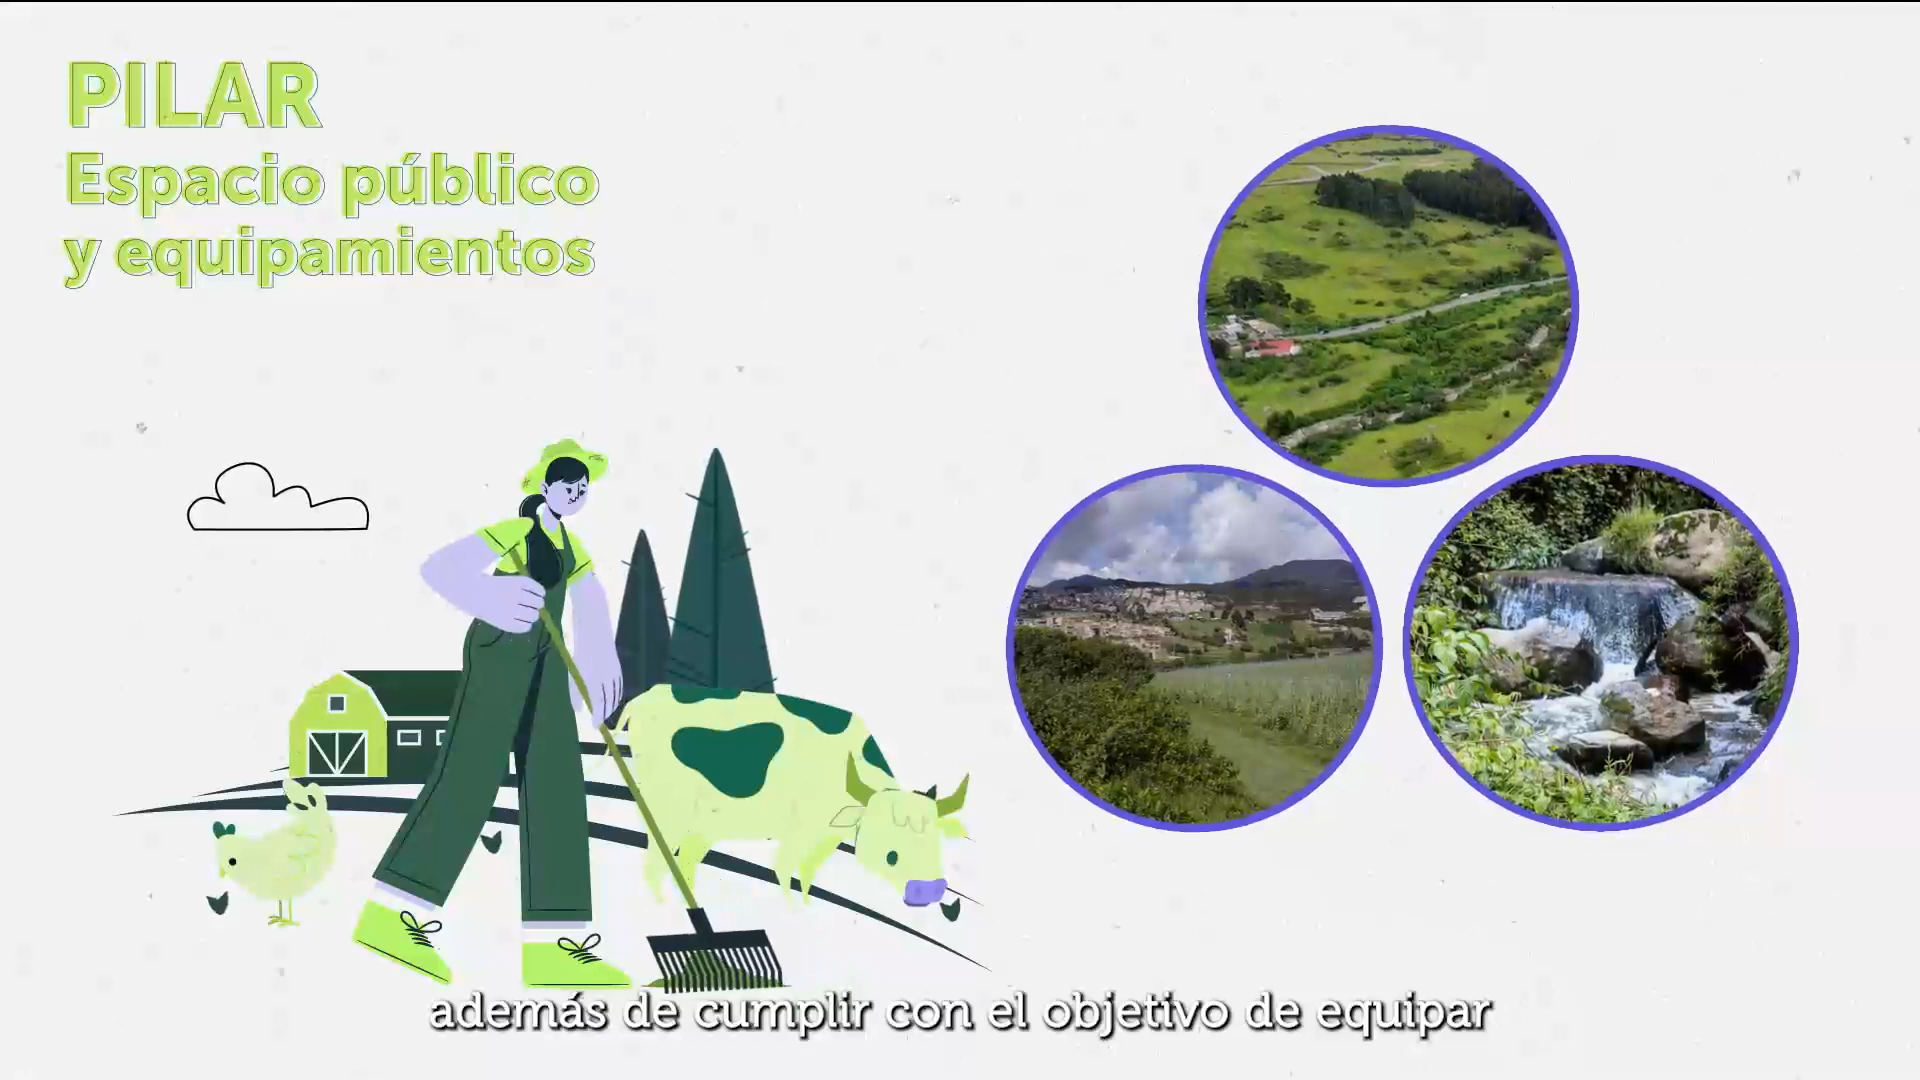 PILAR
Espacio público
y equipamientos
además de cumplir con el objetivo de equipar